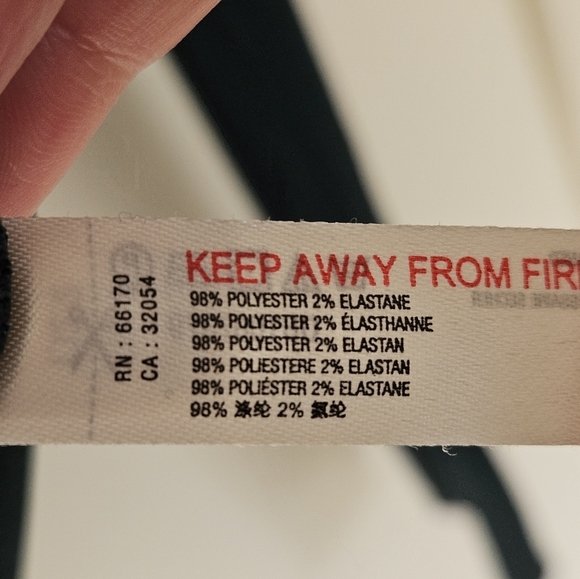 RN : 66170
CA : 32054
KEEP AWAY FROM FIR
98% POLYESTER 2% ELASTANE
98% POLYESTER 2% ÉLASTHANNE
98% POLYESTER 2% ELASTAN
98% POLIESTERE 2% ELASTAN
98% POLIÉSTER 2% ELASTANE
98% 涤纶 2% 氨纶